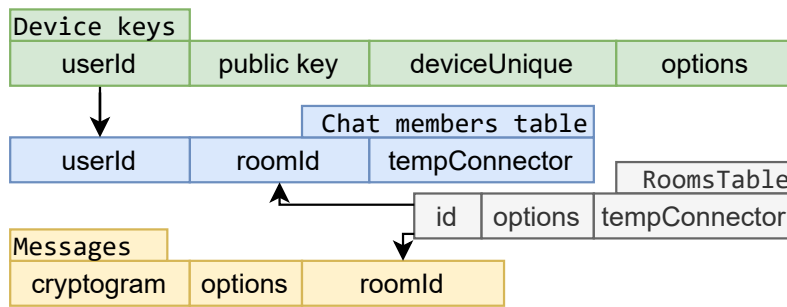 Device keys
userId public key deviceUnique options
Chat members table
userId roomId tempConnector
RoomsTable
id options tempConnector
Messages
cryptogram options roomId